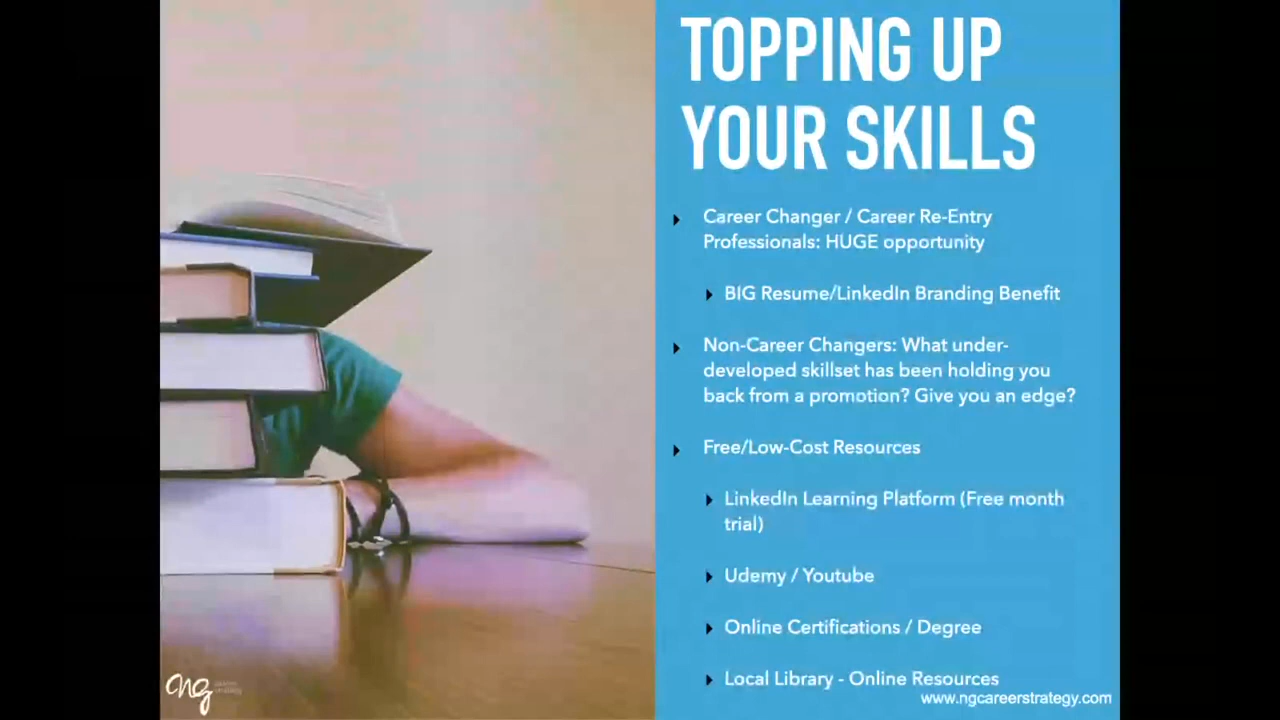 TOPPING UP
YOUR SKILLS
Career Changer / Career Re-Entry
Professionals: HUGE opportunity
BIG Resume/LinkedIn Branding Benefit
Non-Career Changers: What under-
developed skillset has been holding you
back from a promotion? Give you an edge?
Free/Low-Cost Resources
LinkedIn Learning Platform (Free month
trial)
Udemy / Youtube
Online Certifications / Degree
Local Library - Online Resources
www.ngcareerstrategy.com
ng